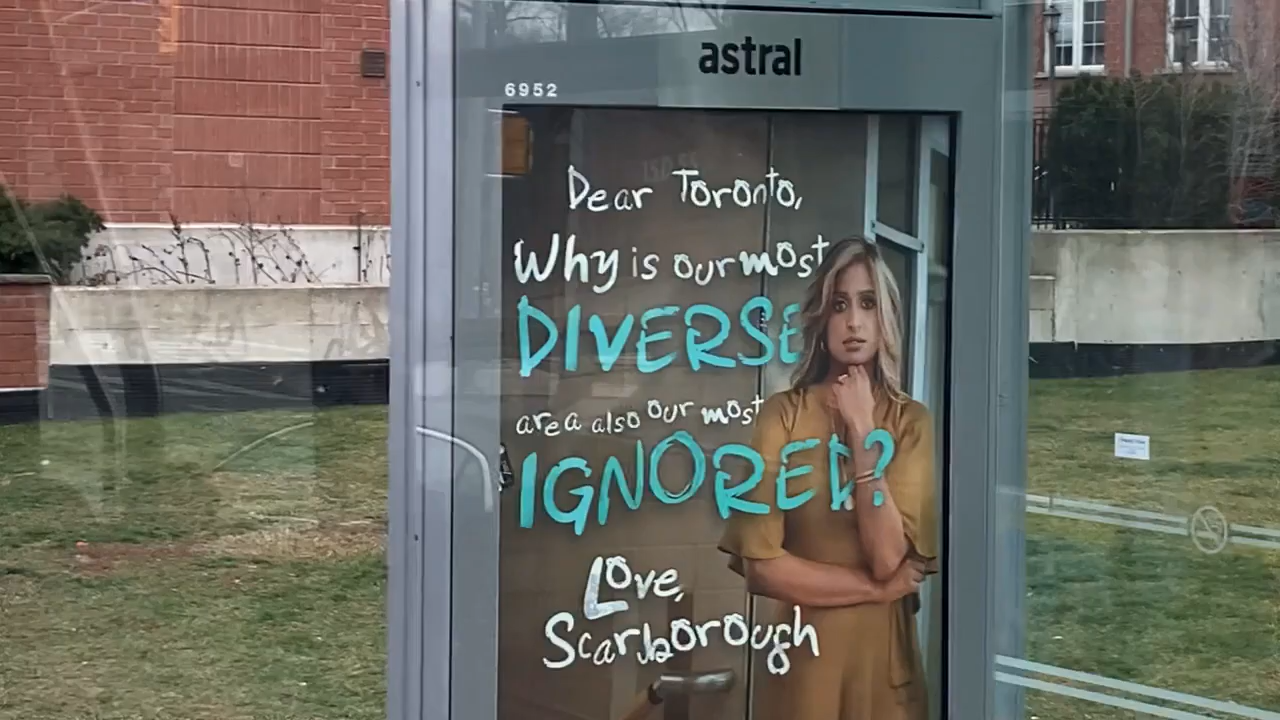 astral
6952
Dear Toronto,
Why is our most
DIVERSE
area also our most
IGNORED?
Love,
Scarborough